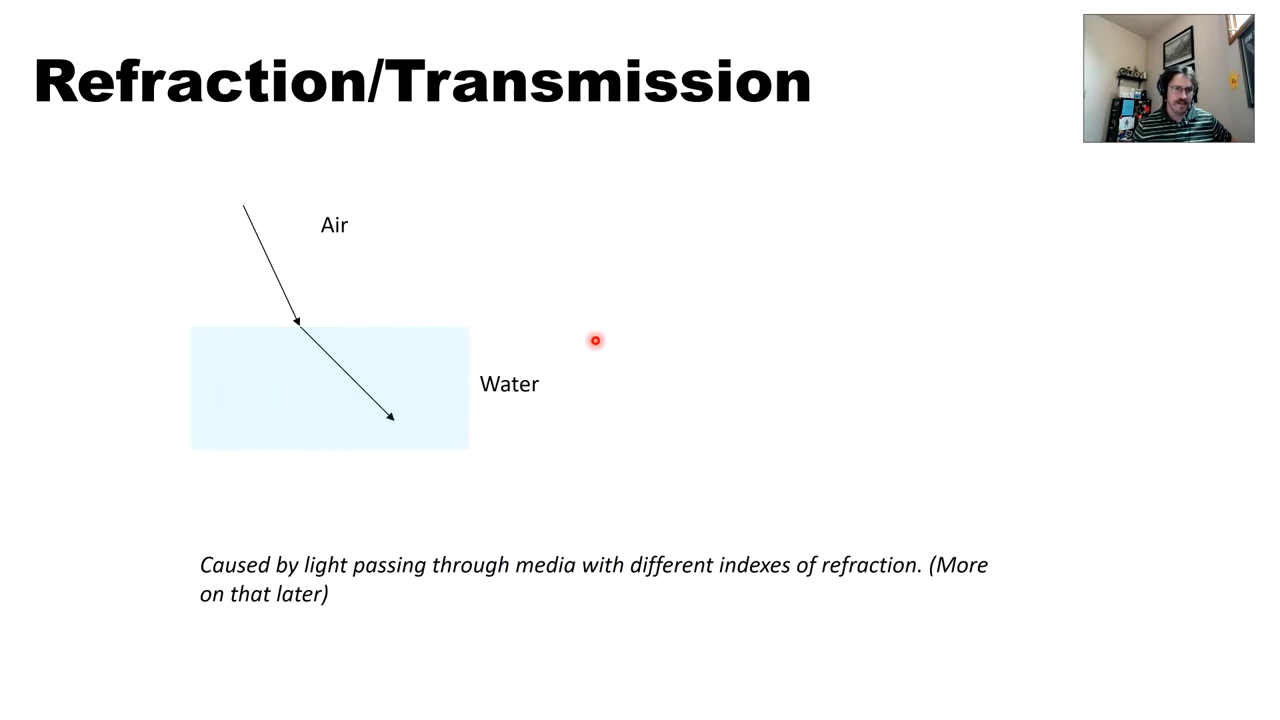 Refraction/Transmission
Air
Water
Caused by light passing through media with different indexes of refraction. (More
on that later)